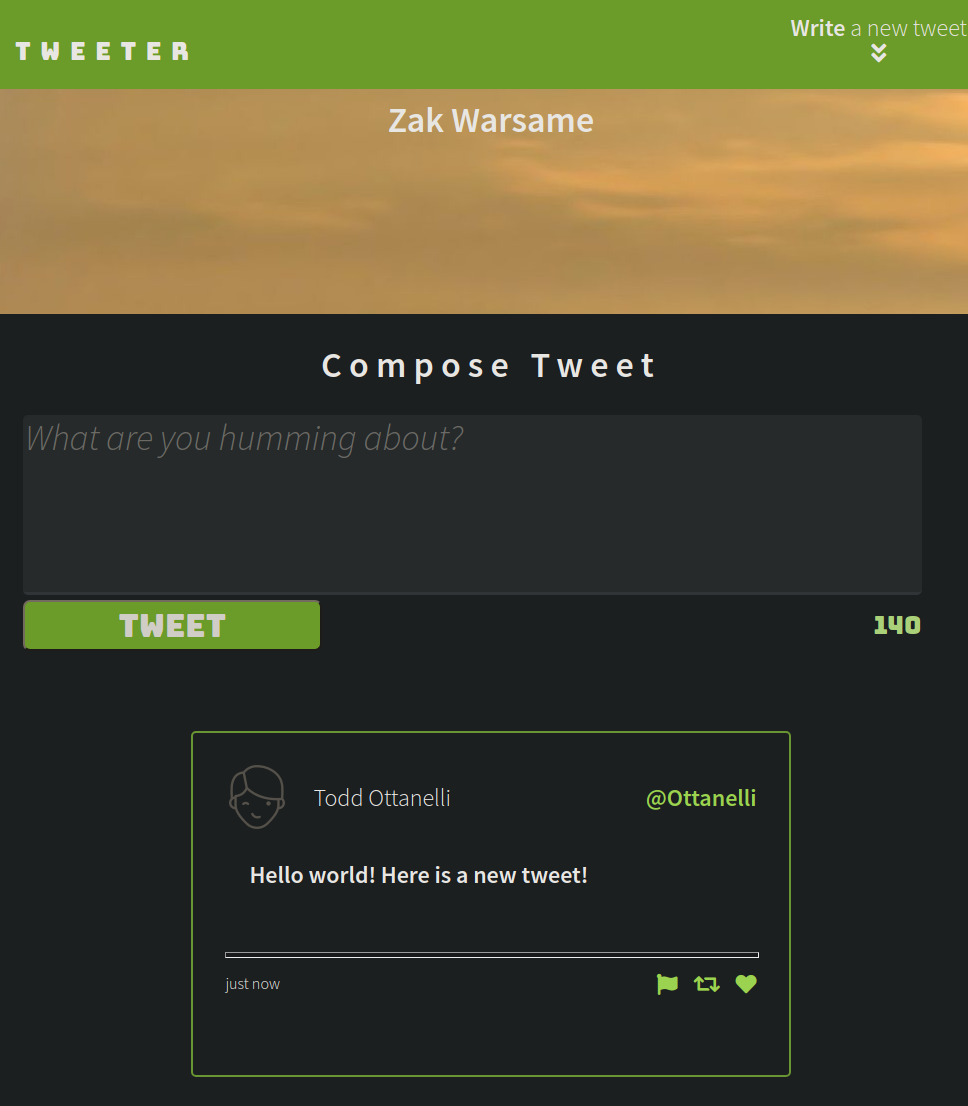 TWEETER
Write a new tweet
Zak Warsame
Compose Tweet
What are you humming about?
TWEET
140
Todd Ottanelli
@Ottanelli
Hello world! Here is a new tweet!
just now